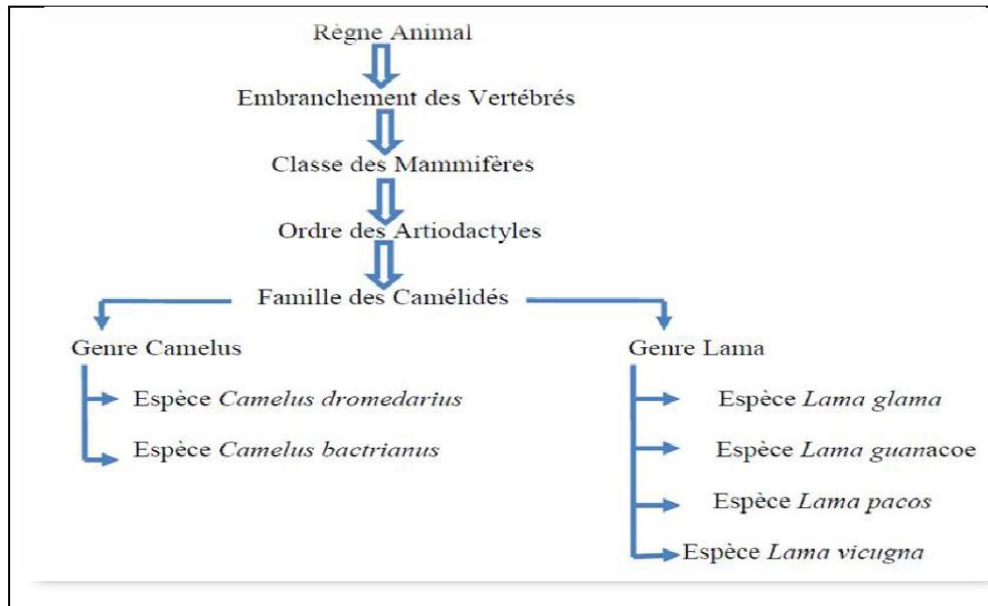 Règne Animal
Embranchement des Vertébrés
Classe des Mammifères
Ordre des Artiodactyles
Famille des Camélidés
Genre Camelus
Espèce Camelus dromedarius
Espèce Camelus bactrianus
Genre Lama
Espèce Lama glama
Espèce Lama guanacoe
Espèce Lama pacos
Espèce Lama vicugna